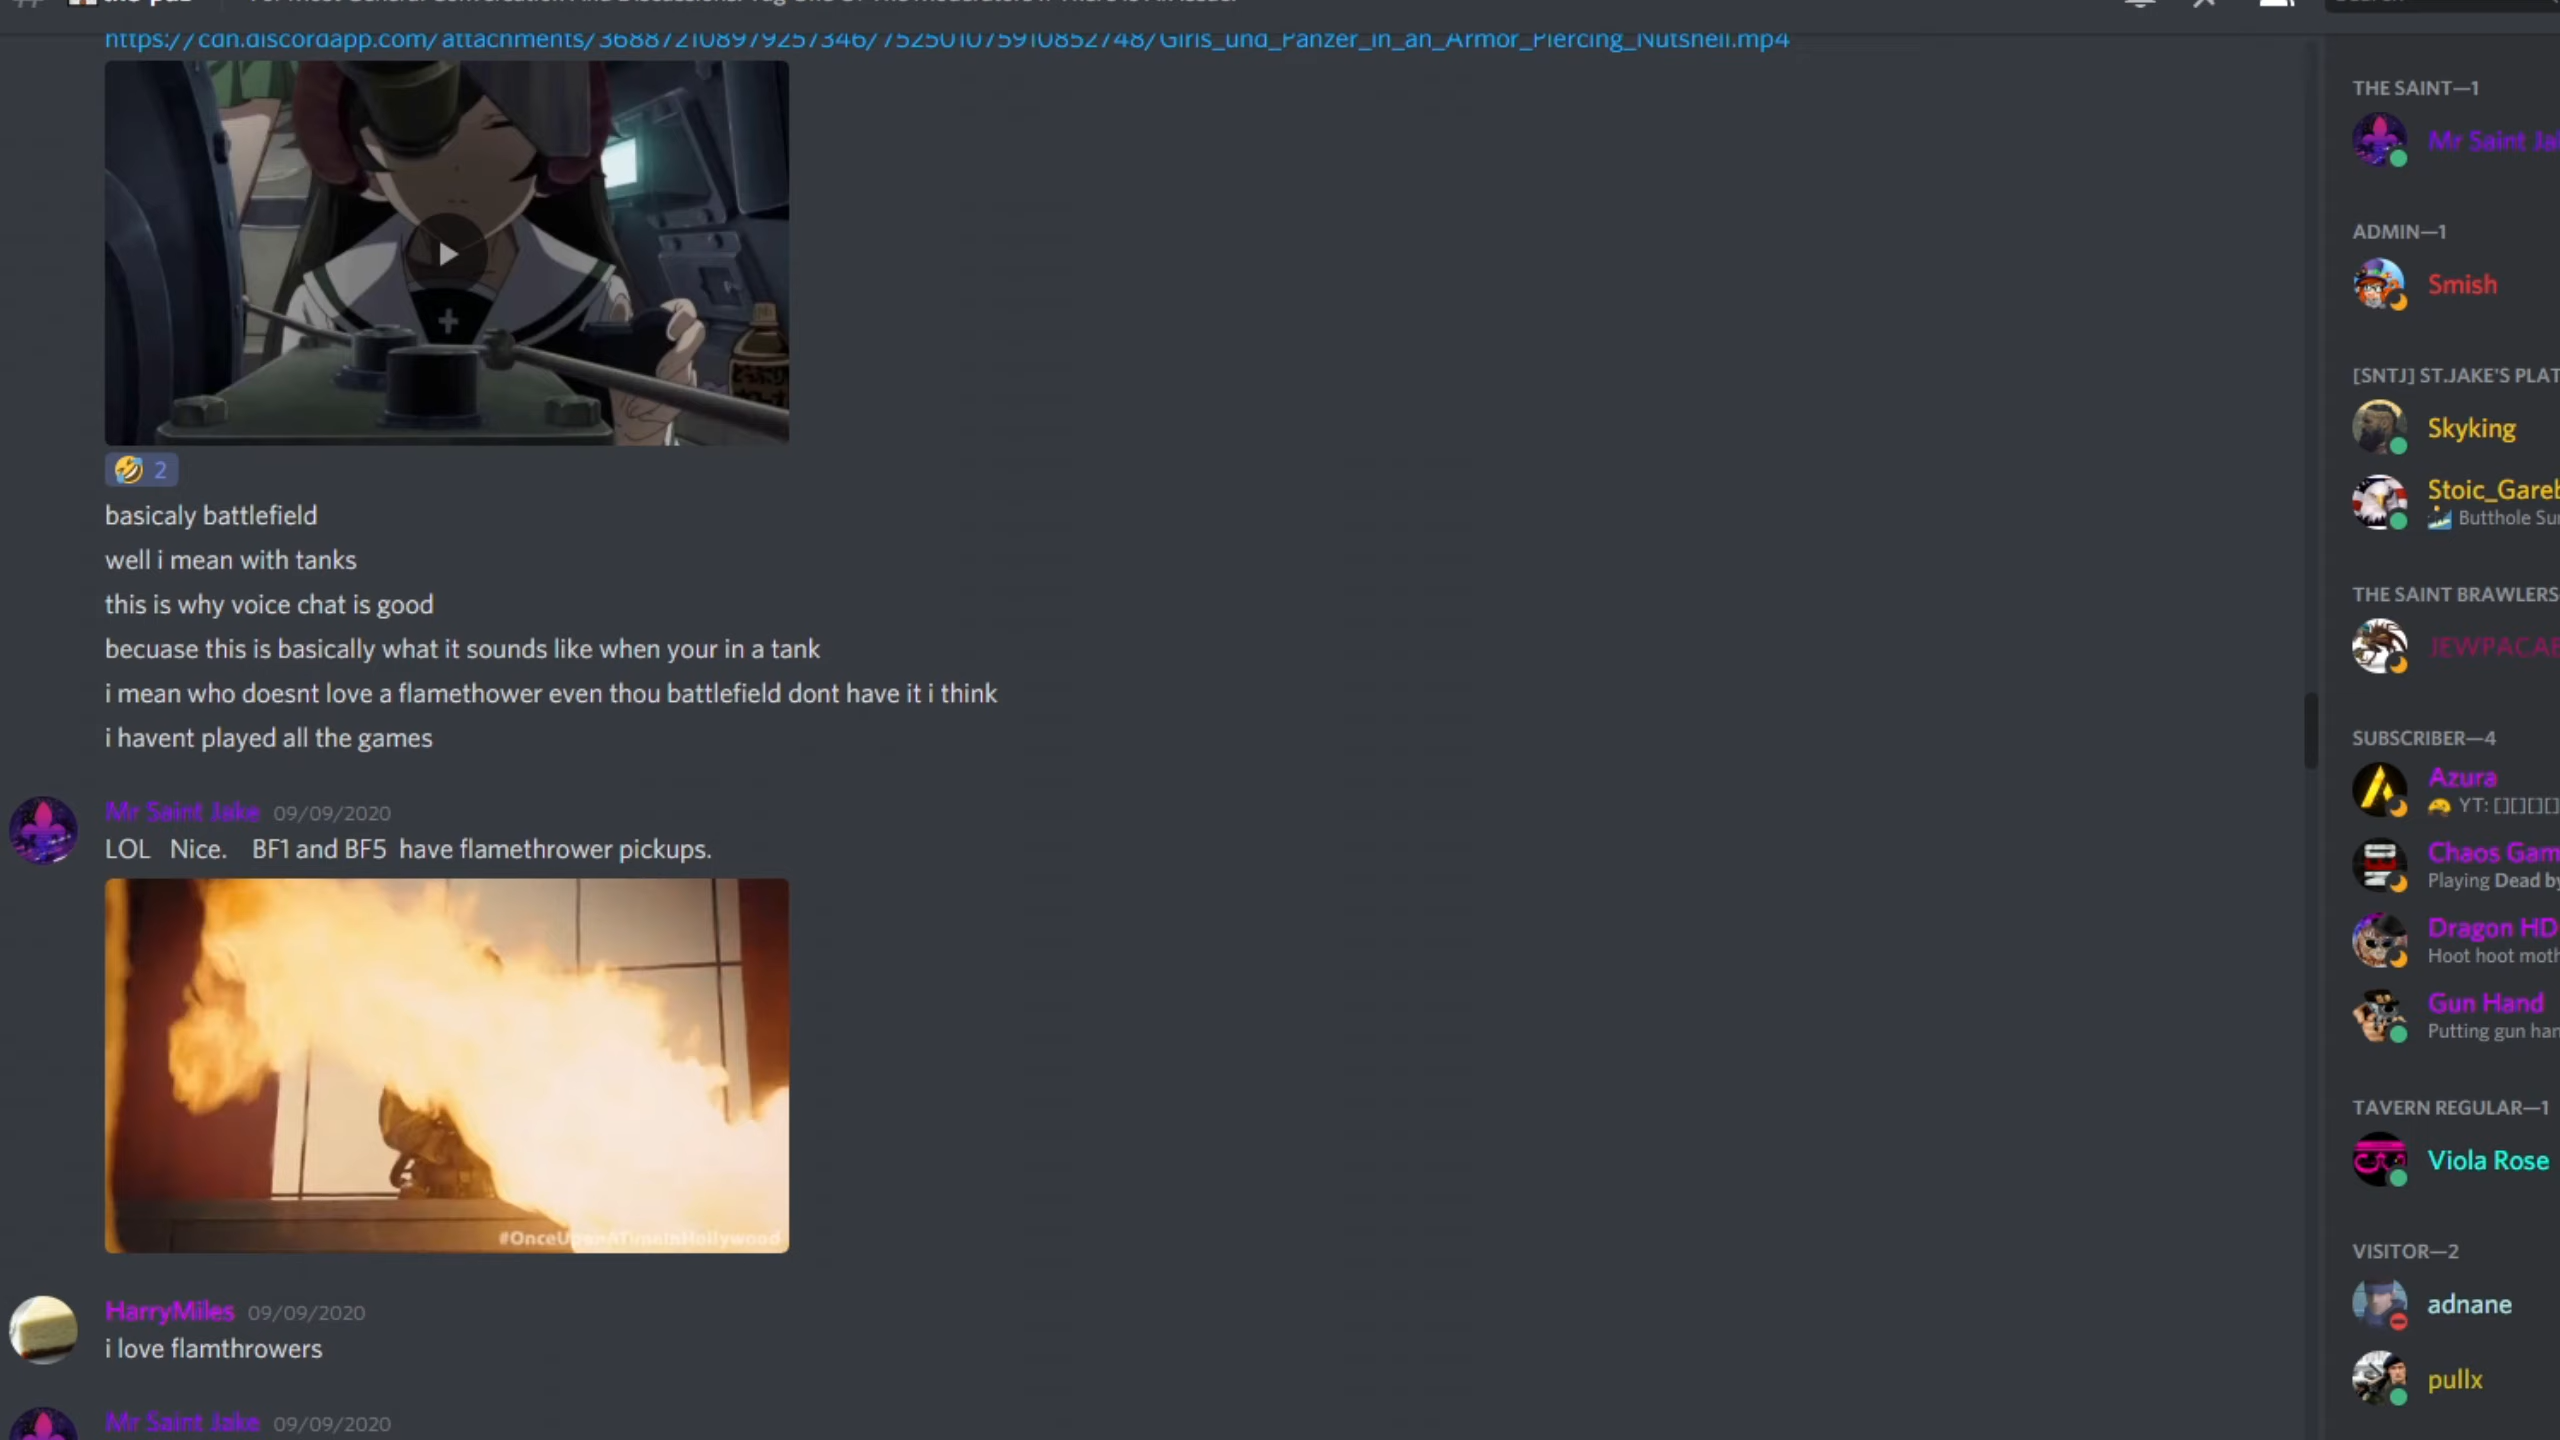 https://cdn.discordapp.com/attachments/368872108979257346/752501075910852748/Girls_und_Panzer_in_an_Armor_Piercing_Nutshell.mp4
2
basicaly battlefield
well i mean with tanks
this is why voice chat is good
becuase this is basically what it sounds like when your in a tank
i mean who doesnt love a flamethower even thou battlefield dont have it i think
i havent played all the games
Mr Saint Jake 09/09/2020
LOL Nice. BF1 and BF5 have flamethrower pickups.
#OnceUponATimeInHollywood
HarryMiles 09/09/2020
i love flamthrowers
Mr Saint Jake 09/09/2020
THE SAINT—1
Mr Saint Ja
ADMIN—1
Smish
[SNTJ] ST.JAKE'S PLAT
Skyking
Stoic_Gare
Butthole Su
THE SAINT BRAWLERS
JEWPACAB
SUBSCRIBER—4
Azura
YT: [][][][]
Chaos Gam
Playing Dead by
Dragon HD
Hoot hoot moth
Gun Hand
Putting gun han
TAVERN REGULAR—1
Viola Rose
VISITOR—2
adnane
pullx